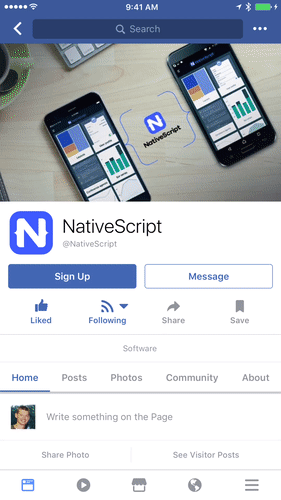 9:41 AM
Search
NativeScript
NativeScript
@NativeScript
Sign Up
Message
Liked
Following
Share
Save
Software
Home
Posts
Photos
Community
About
Write something on the Page
Share Photo
See Visitor Posts